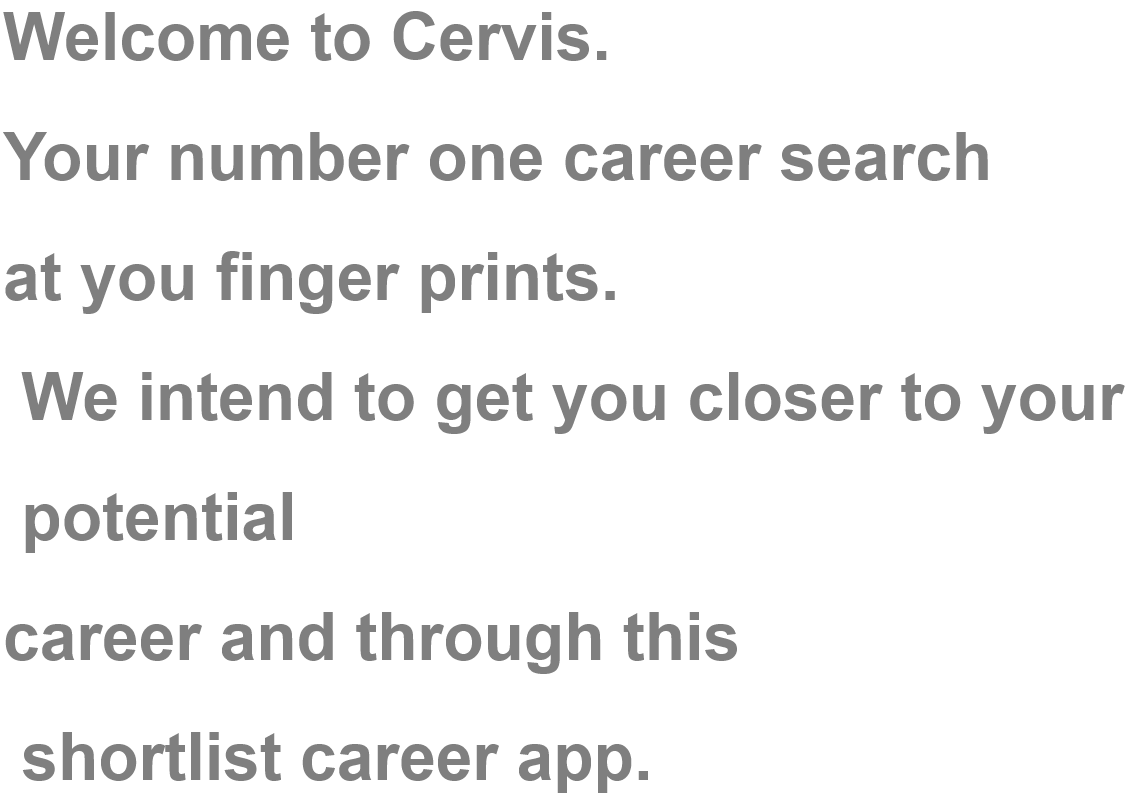 Welcome to Cervis.
Your number one career search
at you finger prints.
We intend to get you closer to your
potential
career and through this
shortlist career app.